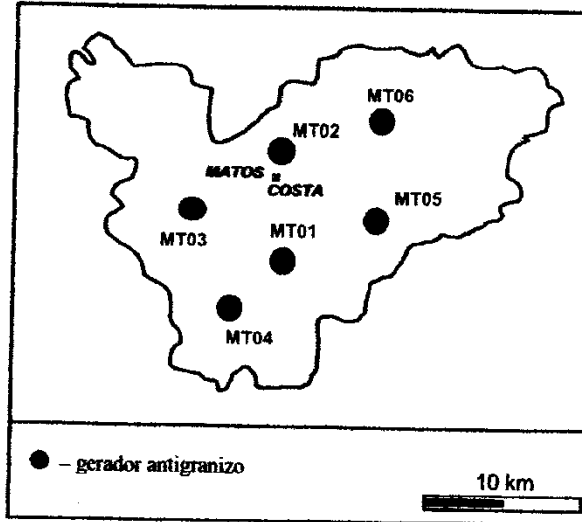 MT06
MT02
MATOS
COSTA
MT05
MT03
MT01
MT04
– gerador antigranizo
10 km